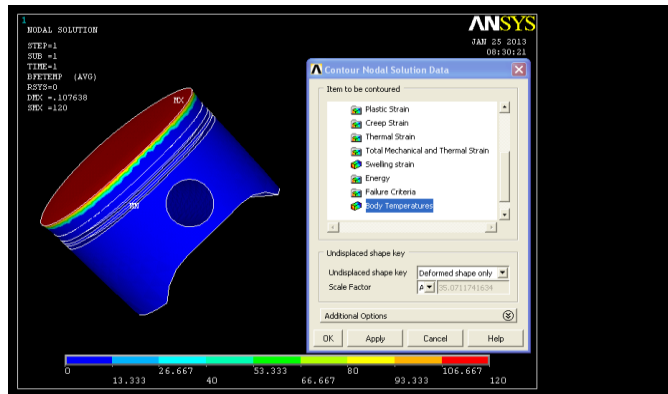 1
NODAL SOLUTION
STEP=1
SUB =1
TIME=1
BFETEMP (AVG)
RSYS=0
DMX =.107638
SMX =120
ANSYS
JAN 25 2013
08:30:21
MX
MN
Contour Nodal Solution Data
Item to be contoured
Plastic Strain
Creep Strain
Thermal Strain
Total Mechanical and Thermal Strain
Swelling strain
Energy
Failure Criteria
Body Temperatures
Undisplaced shape key
Undisplaced shape key Deformed shape only
Scale Factor 35.0711741634
Additional Options
OK Apply Cancel Help
0 26.667 53.333 80 106.667
13.333 40 66.667 93.333 120